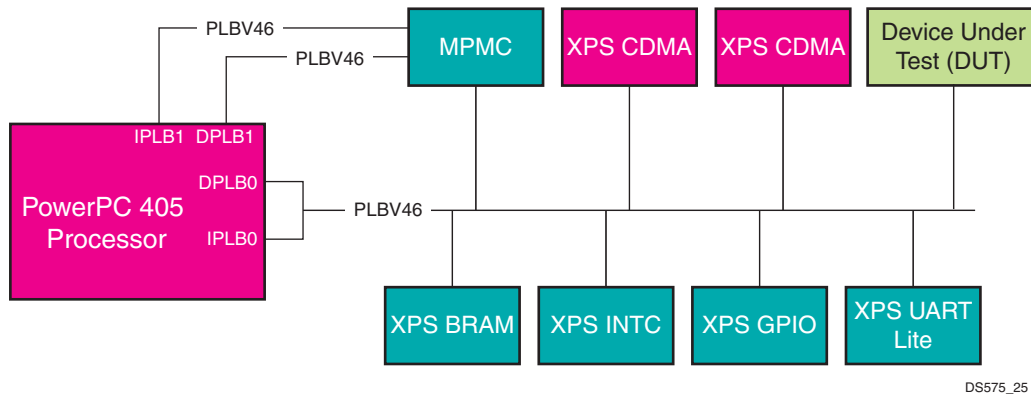 PLBV46
PLBV46
MPMC
XPS CDMA
XPS CDMA
Device Under
Test (DUT)
IPLB1 DPLB1
DPLB0
PowerPC 405
Processor
IPLB0
PLBV46
XPS BRAM
XPS INTC
XPS GPIO
XPS UART
Lite
DS575_25